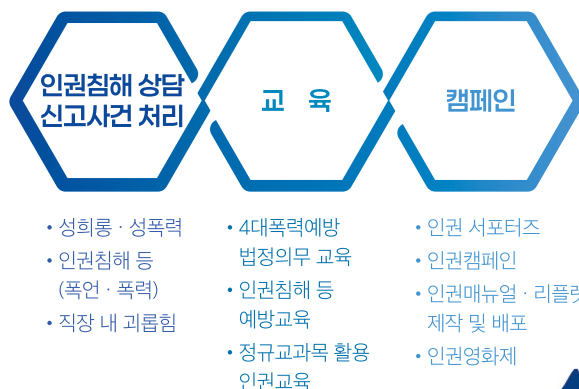 인권침해 상담
신고사건 처리
교 육
캠페인
• 성희롱 · 성폭력
• 인권침해 등
(폭언 · 폭력)
• 직장 내 괴롭힘
• 4대폭력예방
법정의무 교육
• 인권침해 등
예방교육
• 정규교과목 활용
인권교육
• 인권 서포터즈
• 인권캠페인
• 인권매뉴얼 · 리플릿
제작 및 배포
• 인권영화제